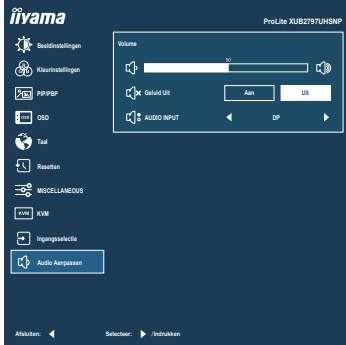 iiyama
ProLite XUB2797UHSNP
Beeldinstellingen
Kleurinstellingen
PIP/PBP
OSD
OSD
Taal
Resetten
MISCELLANEOUS
KVM
KVM
Ingangsselectie
Audio Aanpassen
Volume
50
Geluid Uit
Aan
Uit
AUDIO INPUT
DP
Afsluiten:
Selecteer: /Indrukken